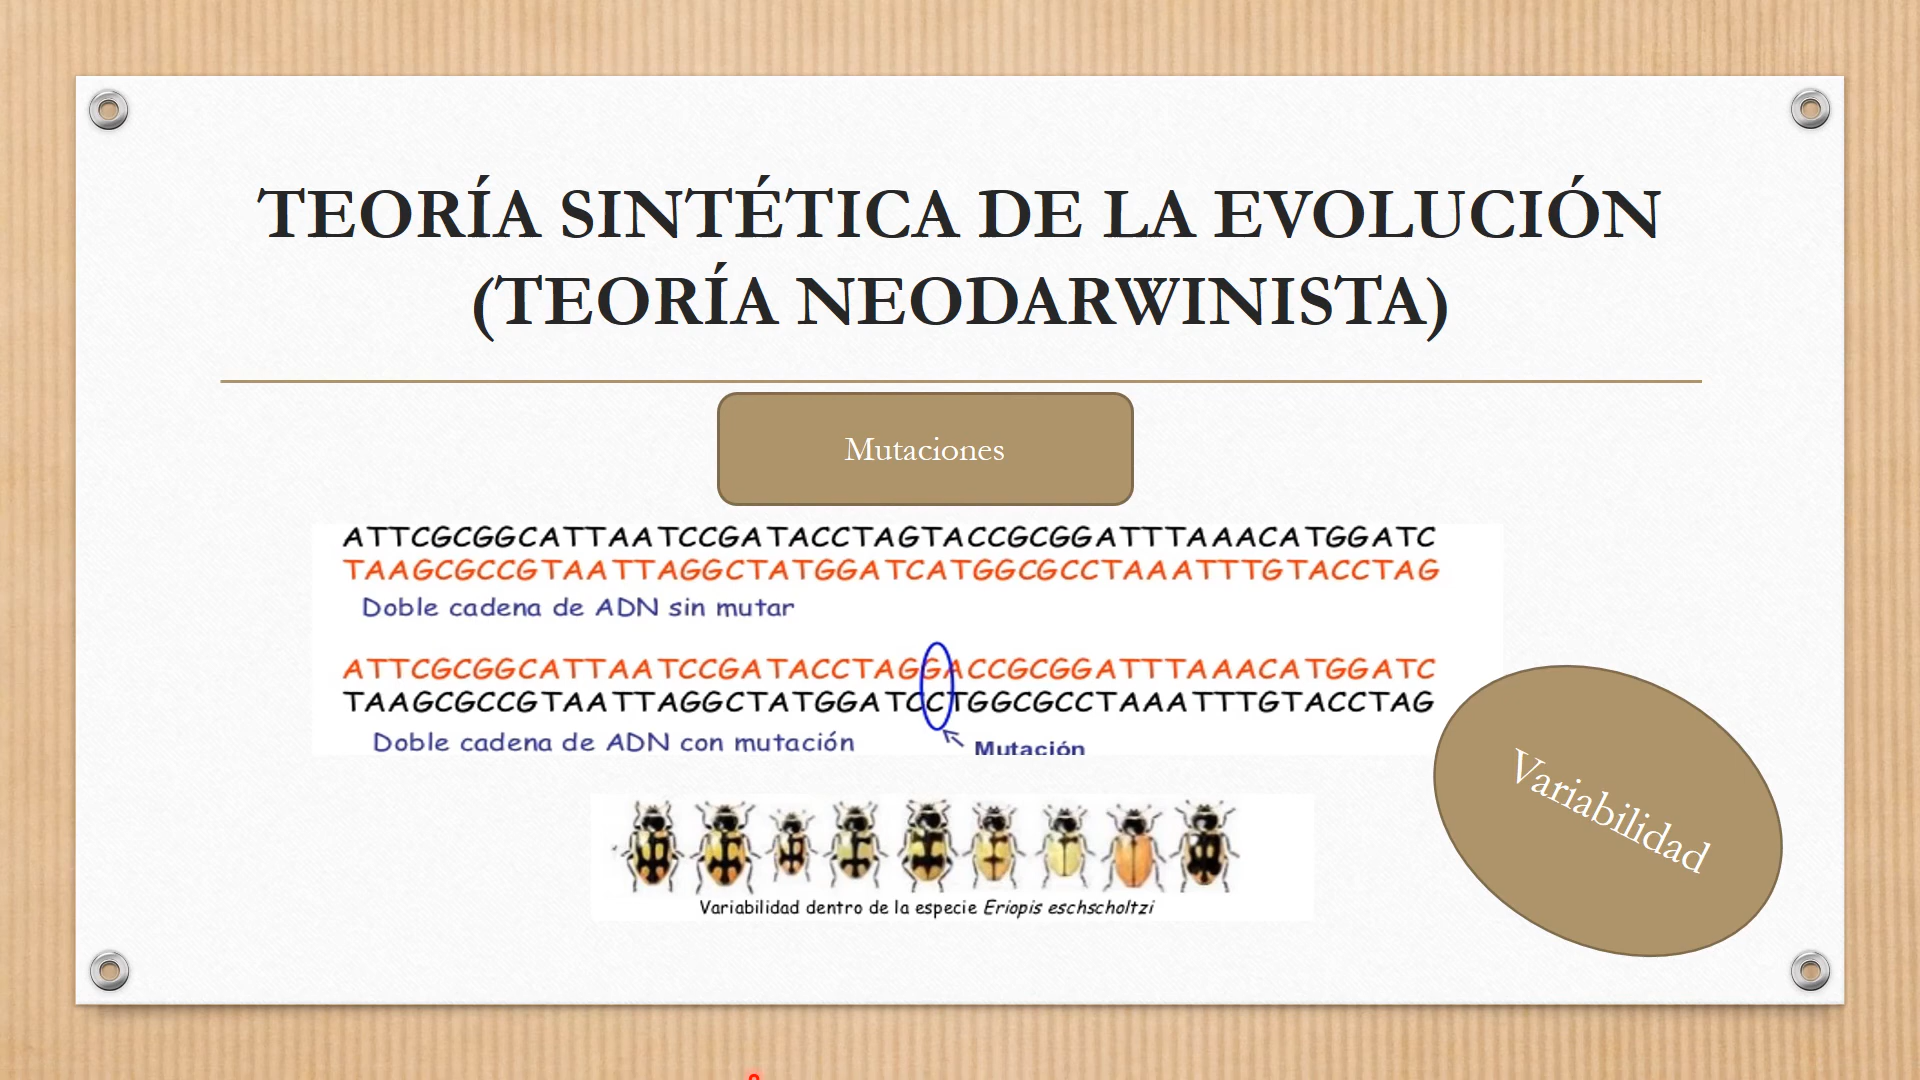 TEORÍA SINTÉTICA DE LA EVOLUCIÓN
(TEORÍA NEODARWINISTA)
Mutaciones
ATTCGCGGCATTAATCCGATACCTAGTACCGCGGATTTAAACATGGATC
TAAGCGCCGTAATTAGGCTATGGATCATGGCGCCTAAATTTGTACCTAG
Doble cadena de ADN sin mutar
ATTCGCGGCATTAATCCGATACCTAGGACCGCGGATTTAAACATGGATC
TAAGCGCCGTAATTAGGCTATGGATCCTGGCGCCTAAATTTGTACCTAG
Doble cadena de ADN con mutación
Mutación
Variabilidad
Variabilidad dentro de la especie Eriopis eschscholtzi